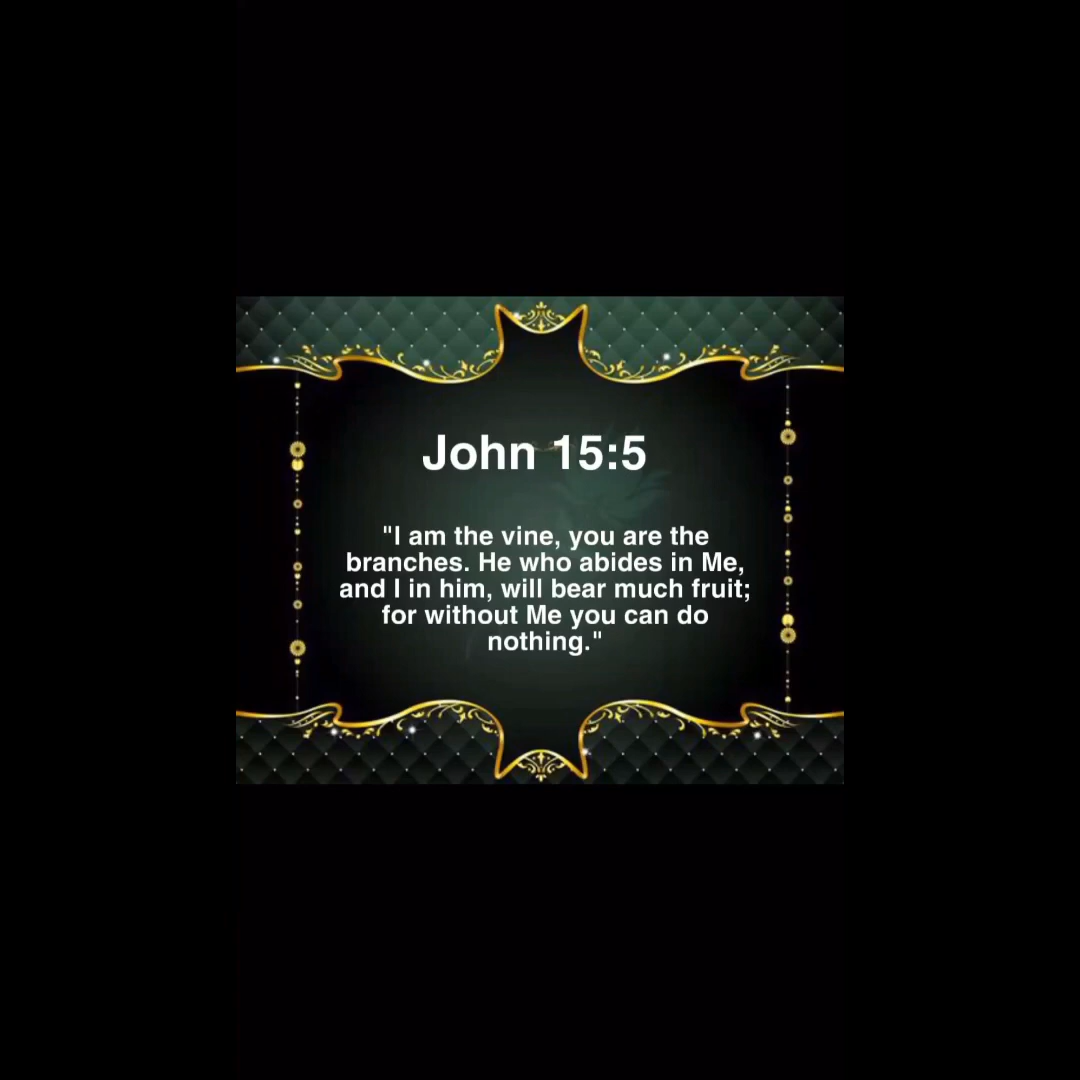 John 15:5
"I am the vine, you are the
branches. He who abides in Me,
and I in him, will bear much fruit;
for without Me you can do
nothing."